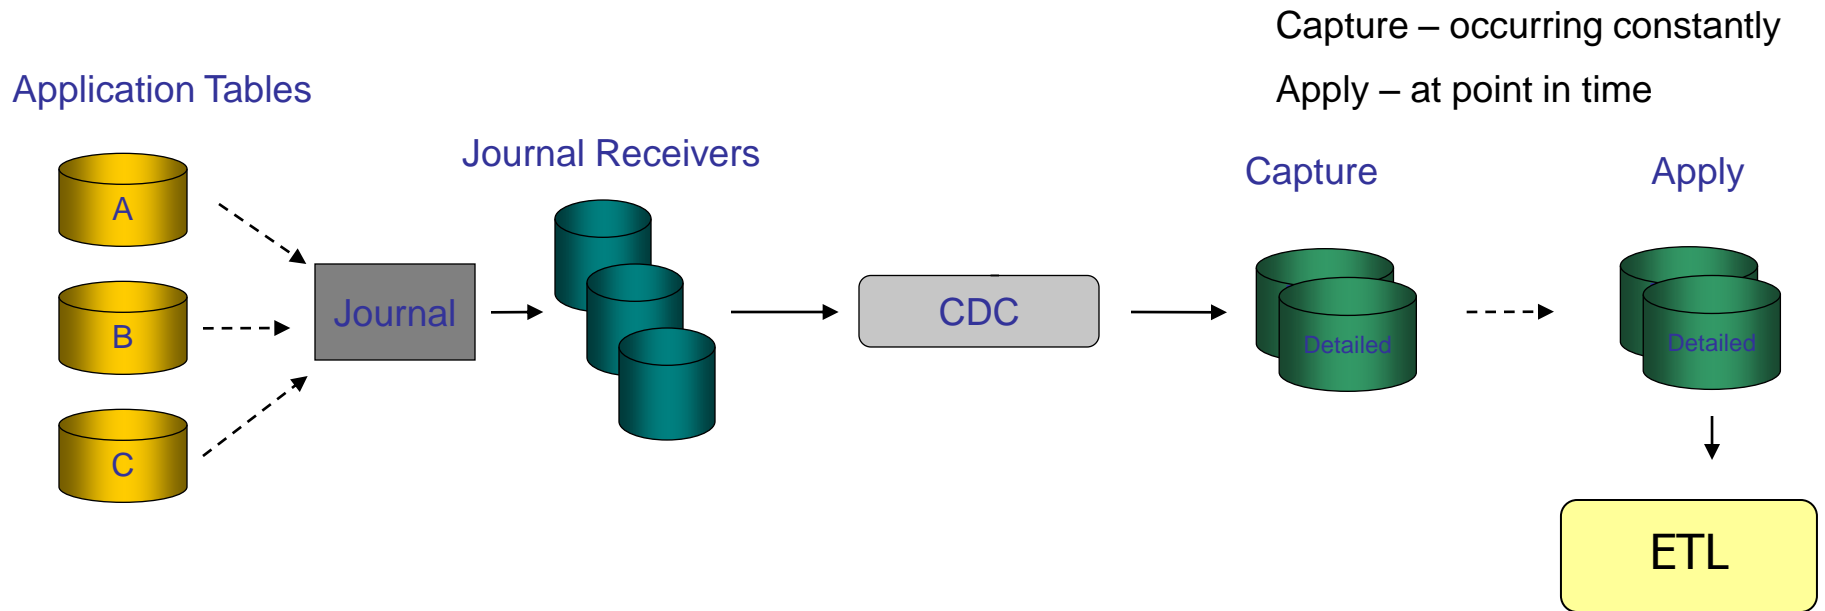 Capture – occurring constantly
Apply – at point in time
Application Tables
Journal Receivers
Capture
Apply
A
B
C
Journal
CDC
Detailed
Detailed
ETL